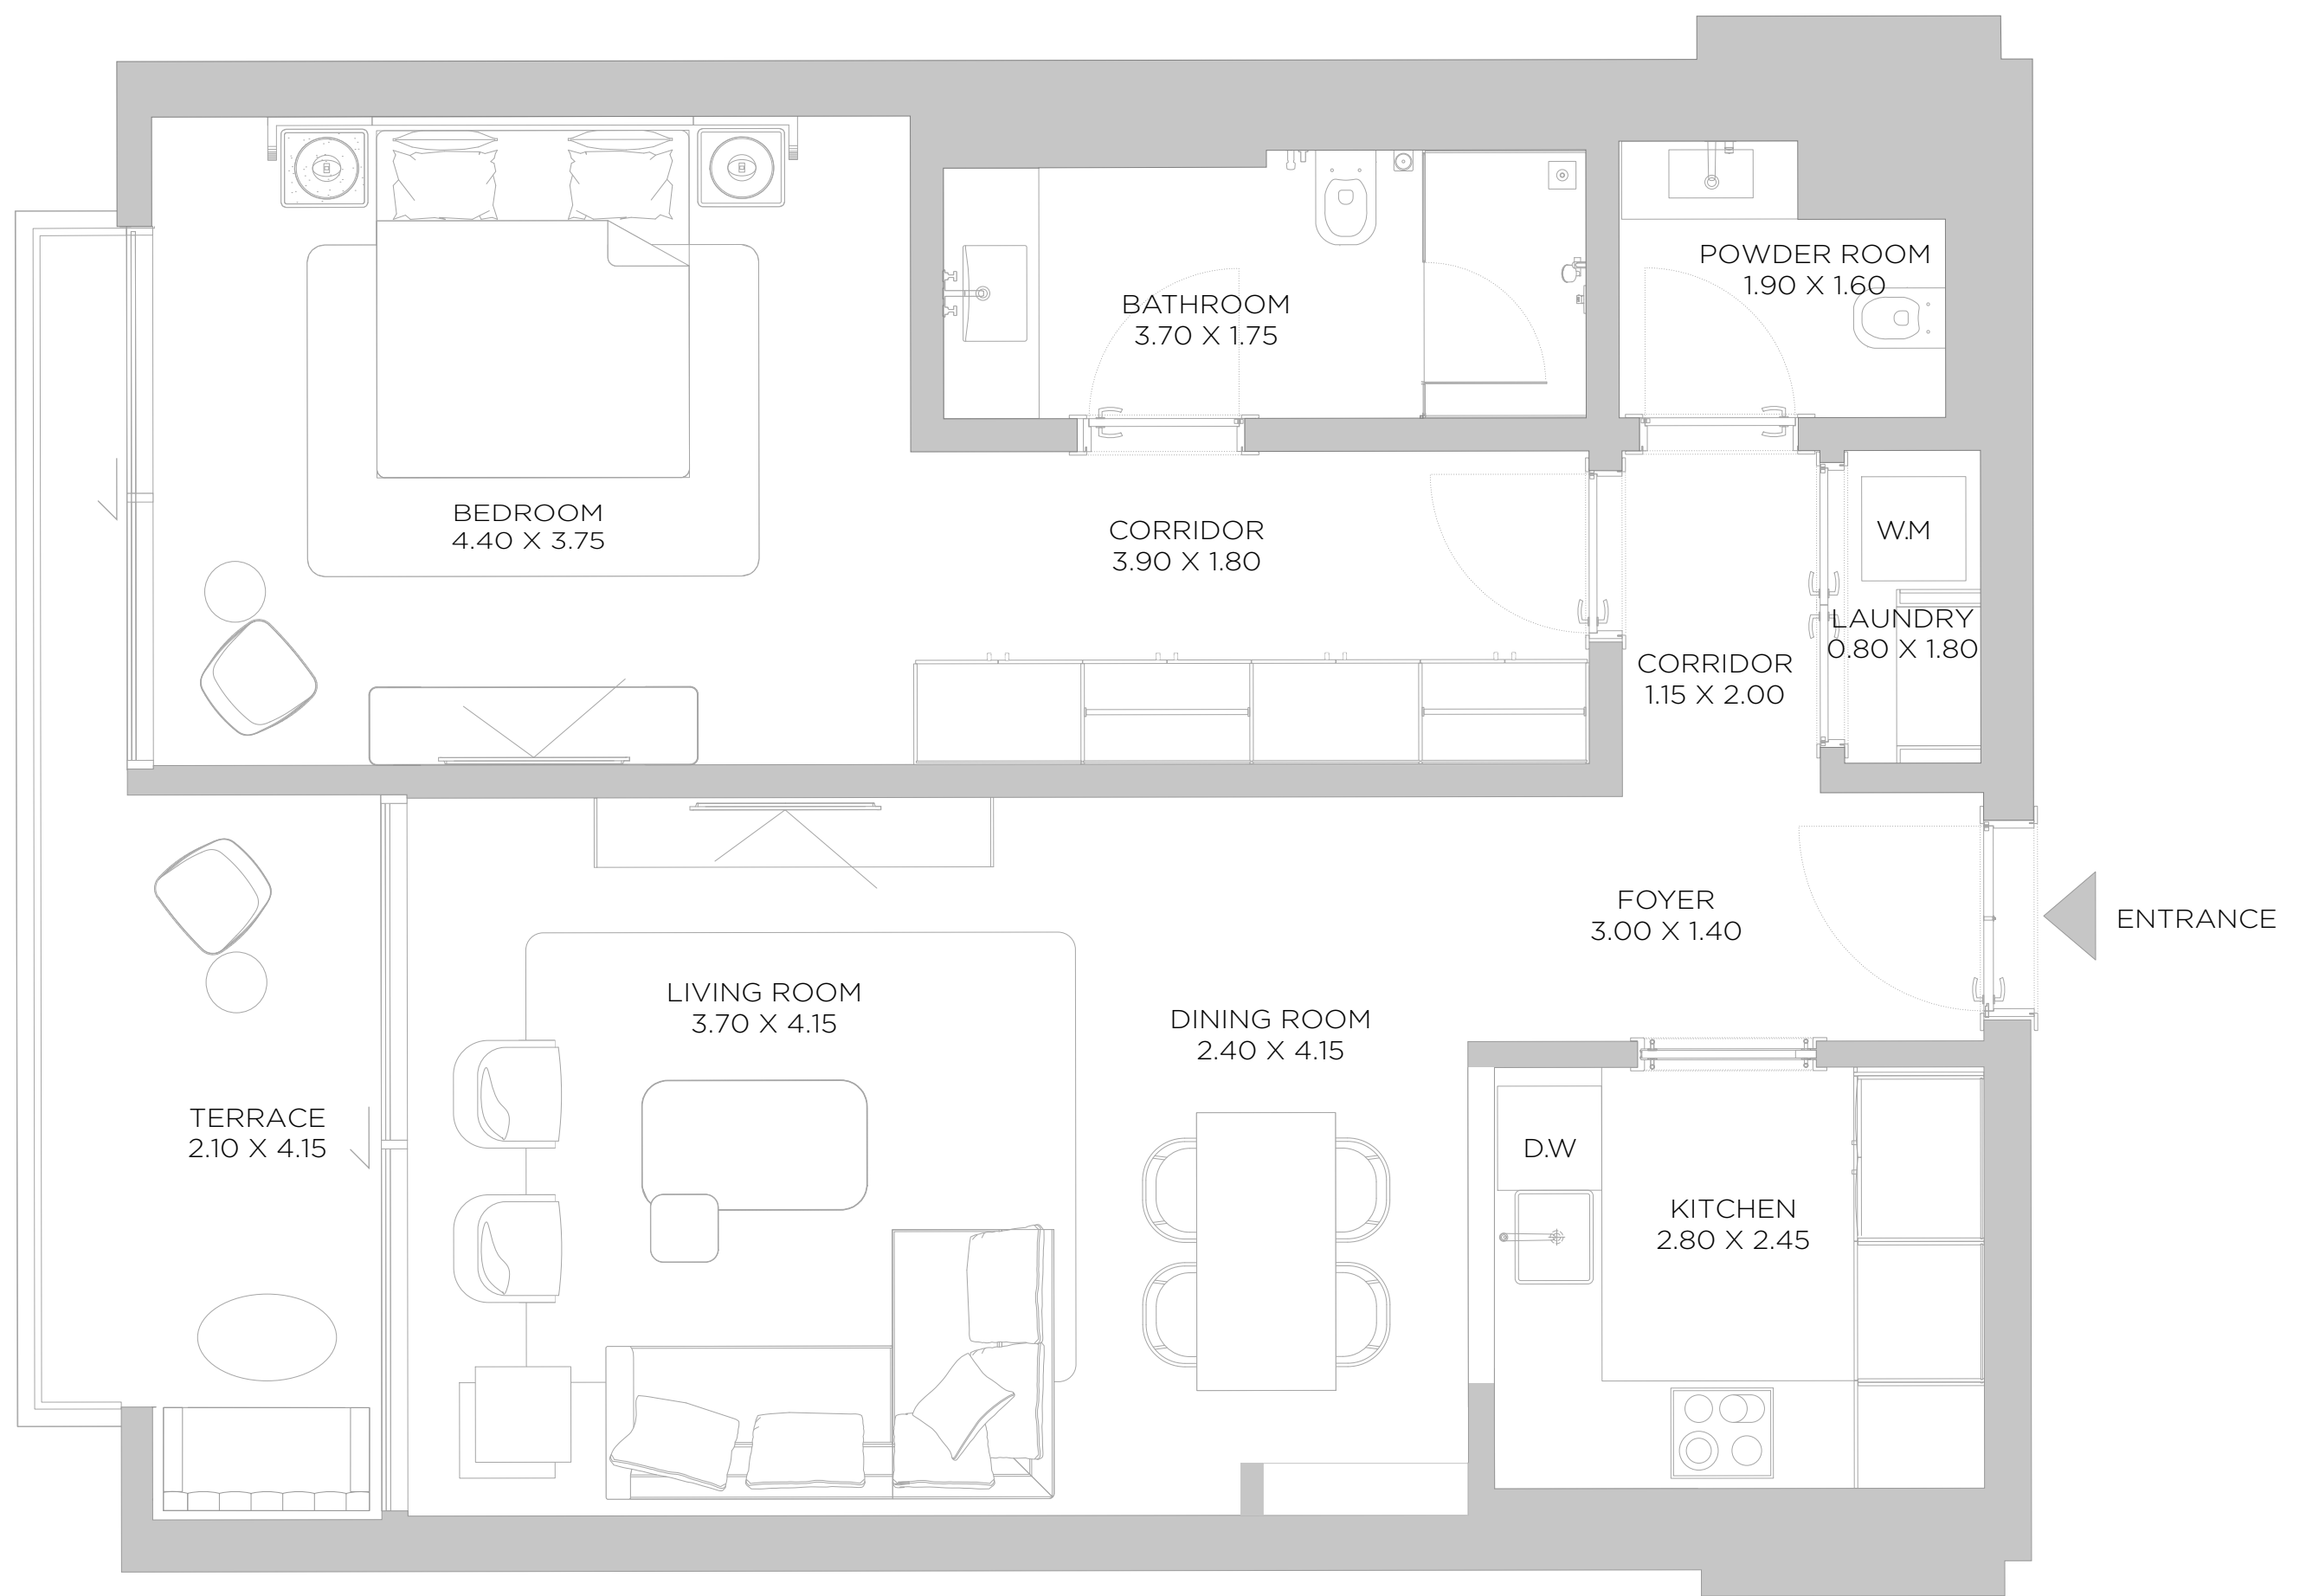 POWDER ROOM
1.90 X 1.60
BATHROOM
3.70 X 1.75
BEDROOM
4.40 X 3.75
CORRIDOR
3.90 X 1.80
W.M
LAUNDRY
0.80 X 1.80
CORRIDOR
1.15 X 2.00
FOYER
3.00 X 1.40
ENTRANCE
LIVING ROOM
3.70 X 4.15
DINING ROOM
2.40 X 4.15
TERRACE
2.10 X 4.15
D.W
KITCHEN
2.80 X 2.45